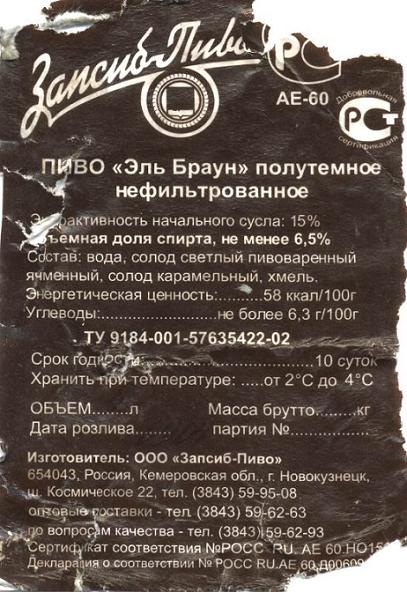 Запсиб-Пиво
РС
АЕ-60
Добровольная
РСТ
сертификация
ПИВО «Эль Браун» полутемное
нефильтрованное
Экстрактивность начального сусла: 15%
Объемная доля спирта, не менее 6,5%
Состав: вода, солод светлый пивоваренный
ячменный, солод карамельный, хмель.
Энергетическая ценность:..........58 ккал/100г
Углеводы:........................не более 6,3 г/100г
ТУ 9184-001-57635422-02
Срок годности:..............................10 суток
Хранить при температуре: .....от 2°С до 4°С
ОБЪЕМ.......л Масса брутто.......кг
Дата розлива........ партия №..............
Изготовитель: ООО «Запсиб-Пиво»
654043, Россия, Кемеровская обл., г. Новокузнецк,
ш. Космическое 22, тел. (3843) 59-95-08
оптовые поставки - тел. (3843) 59-62-63
по вопросам качества - тел. (3843) 59-62-93
Сертификат соответствия №РОСС RU. АЕ 60.НО15
Декларация о соответствии № РОСС RU.АЕ 60.Д00609